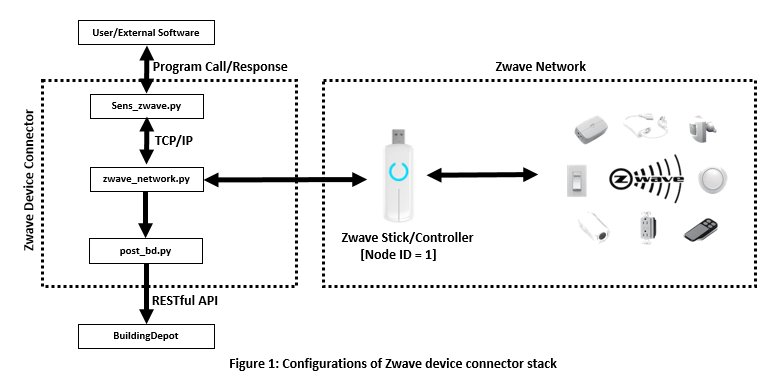 User/External Software
Program Call/Response
Zwave Network
Zwave Device Connector
Sens_zwave.py
TCP/IP
zwave_network.py
Zwave
Zwave Stick/Controller
[Node ID = 1]
post_bd.py
RESTful API
BuildingDepot
Figure 1: Configurations of Zwave device connector stack